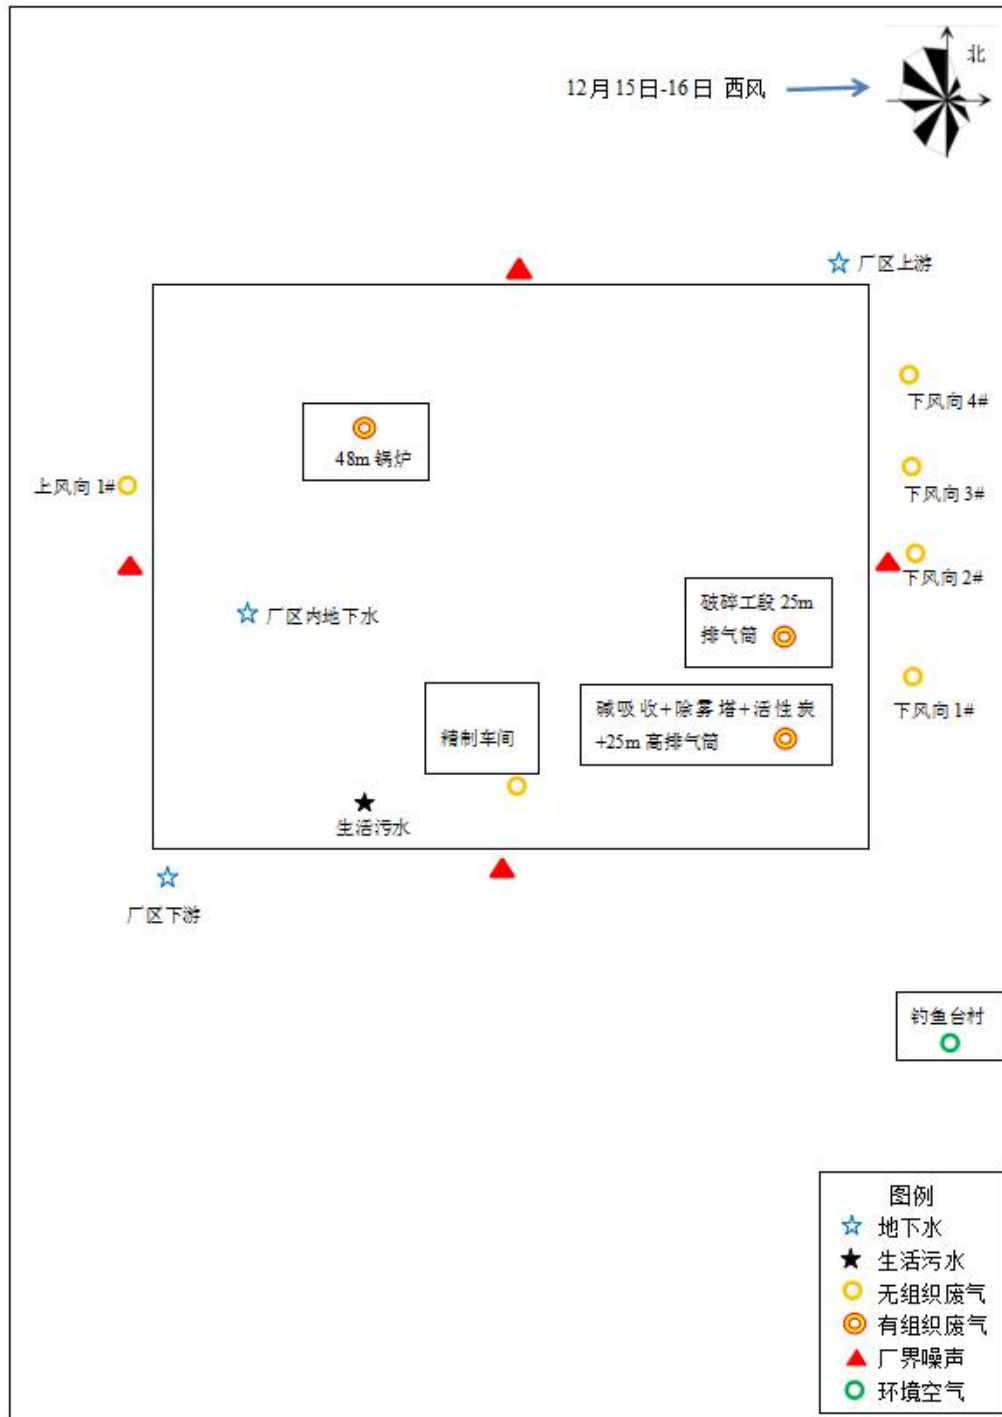 北
12月15日-16日 西风
厂区上游
下风向 4#
48m 锅炉
上风向 1#
下风向 3#
下风向 2#
破碎工段 25m
排气筒
厂区内地下水
碱吸收+除雾塔+活性炭
+25m 高排气筒
下风向 1#
精制车间
生活污水
厂区下游
钓鱼台村
图例
地下水
生活污水
无组织废气
有组织废气
厂界噪声
环境空气